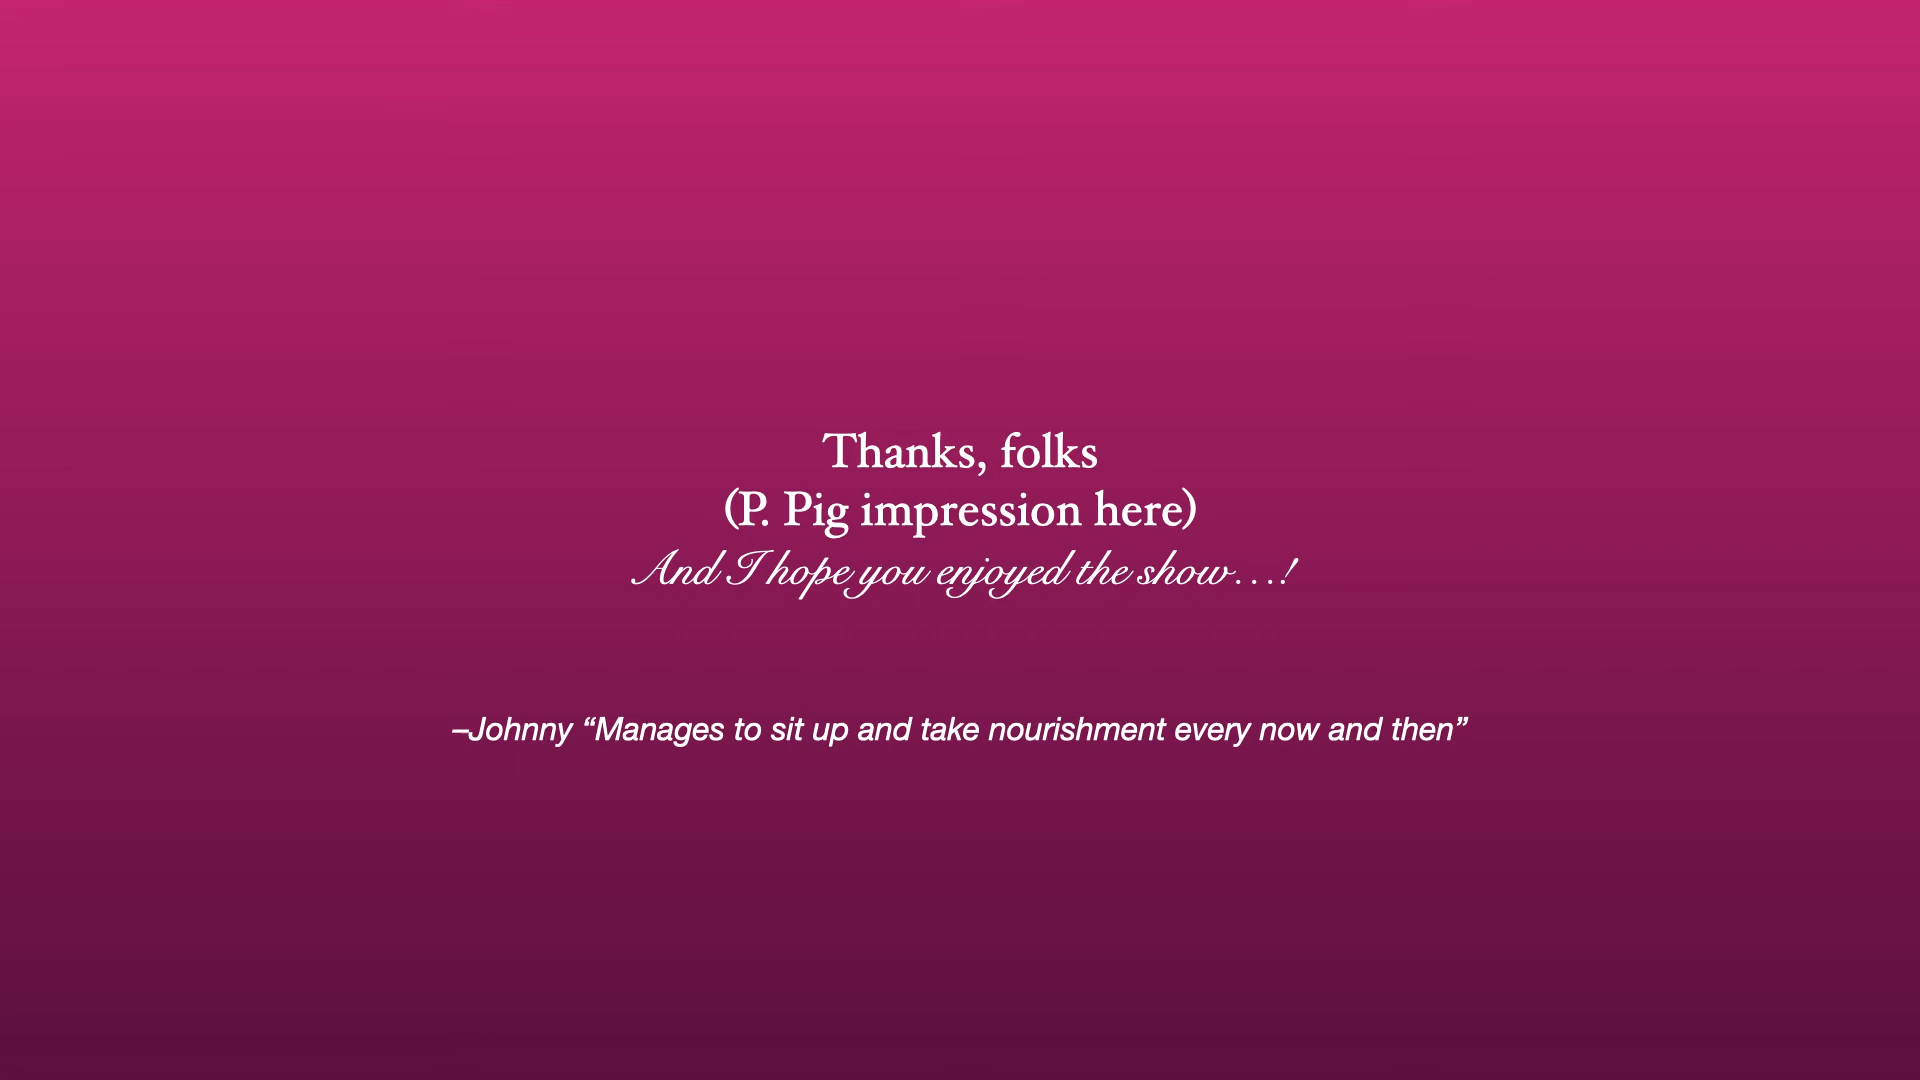 Thanks, folks
(P. Pig impression here)
And I hope you enjoyed the show…!
–Johnny “Manages to sit up and take nourishment every now and then”